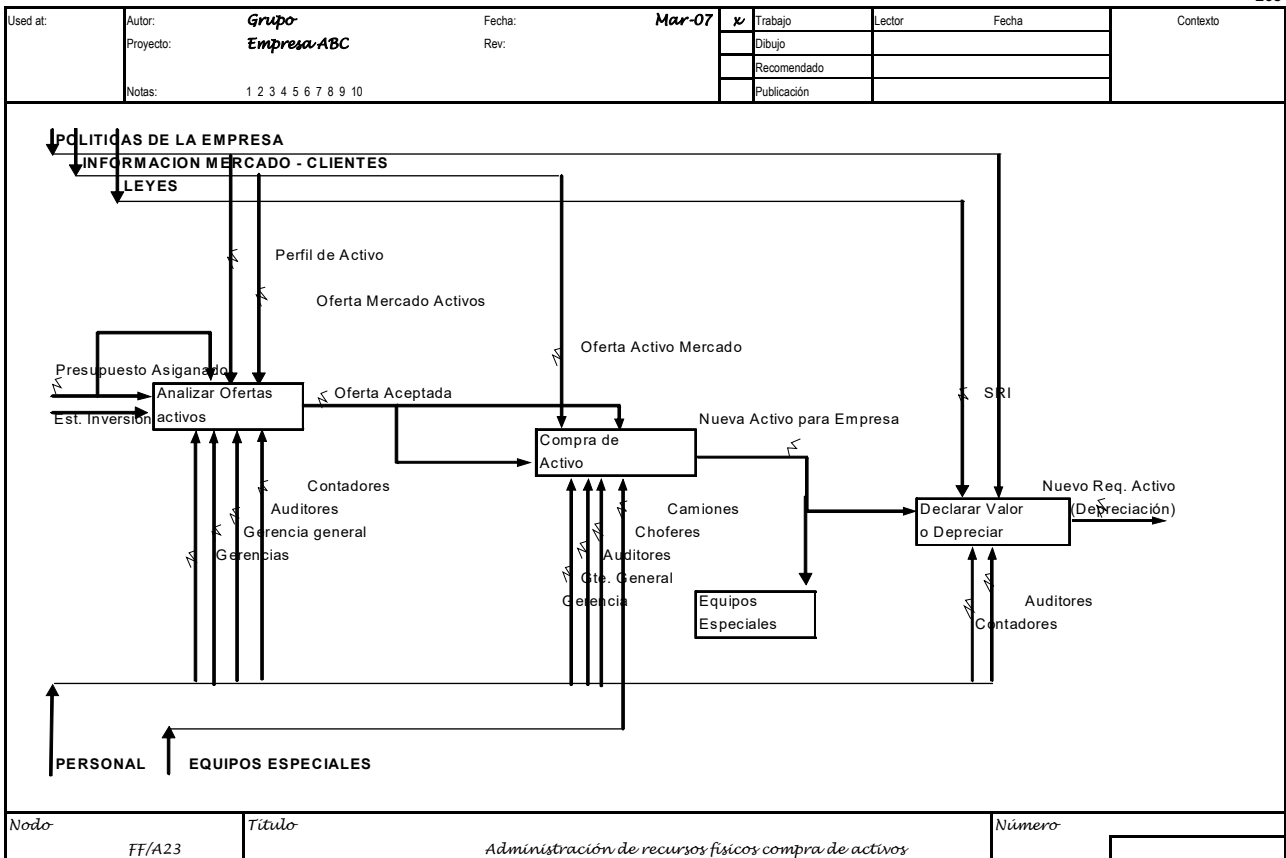 Used at:
Autor: Grupo Fecha: Mar-07 x Trabajo Lector Fecha Contexto
Proyecto: Empresa ABC Rev: Dibujo
Recomendado
Notas: 1 2 3 4 5 6 7 8 9 10 Publicación
POLITICAS DE LA EMPRESA
INFORMACION MERCADO - CLIENTES
LEYES
Perfil de Activo
Oferta Mercado Activos
Oferta Activo Mercado
Presupuesto Asiganado
Analizar Ofertas
activos
Est. Inversión
Oferta Aceptada
SRI
Nueva Activo para Empresa
Compra de
Activo
Contadores
Auditores
Gerencia general
Gerencias
Camiones
Choferes
Auditores
Gte. General
Gerencia
Nuevo Req. Activo
(Depreciación)
Declarar Valor
o Depreciar
Equipos
Especiales
Auditores
Contadores
PERSONAL EQUIPOS ESPECIALES
Nodo Título Número
FF/A23 Administración de recursos físicos compra de activos